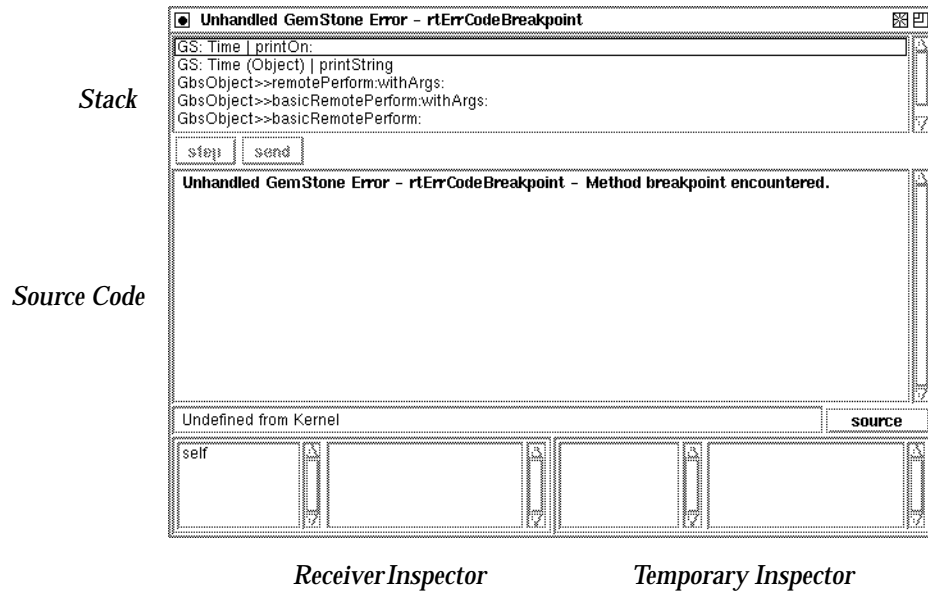 Unhandled GemStone Error - rtErrCodeBreakpoint
GS: Time | printOn:
GS: Time (Object) | printString
GbsObject>>remotePerform:withArgs:
GbsObject>>basicRemotePerform:withArgs:
GbsObject>>basicRemotePerform:
Stack
step send
Unhandled GemStone Error - rtErrCodeBreakpoint - Method breakpoint encountered.
Source Code
Undefined from Kernel source
self
Receiver Inspector Temporary Inspector